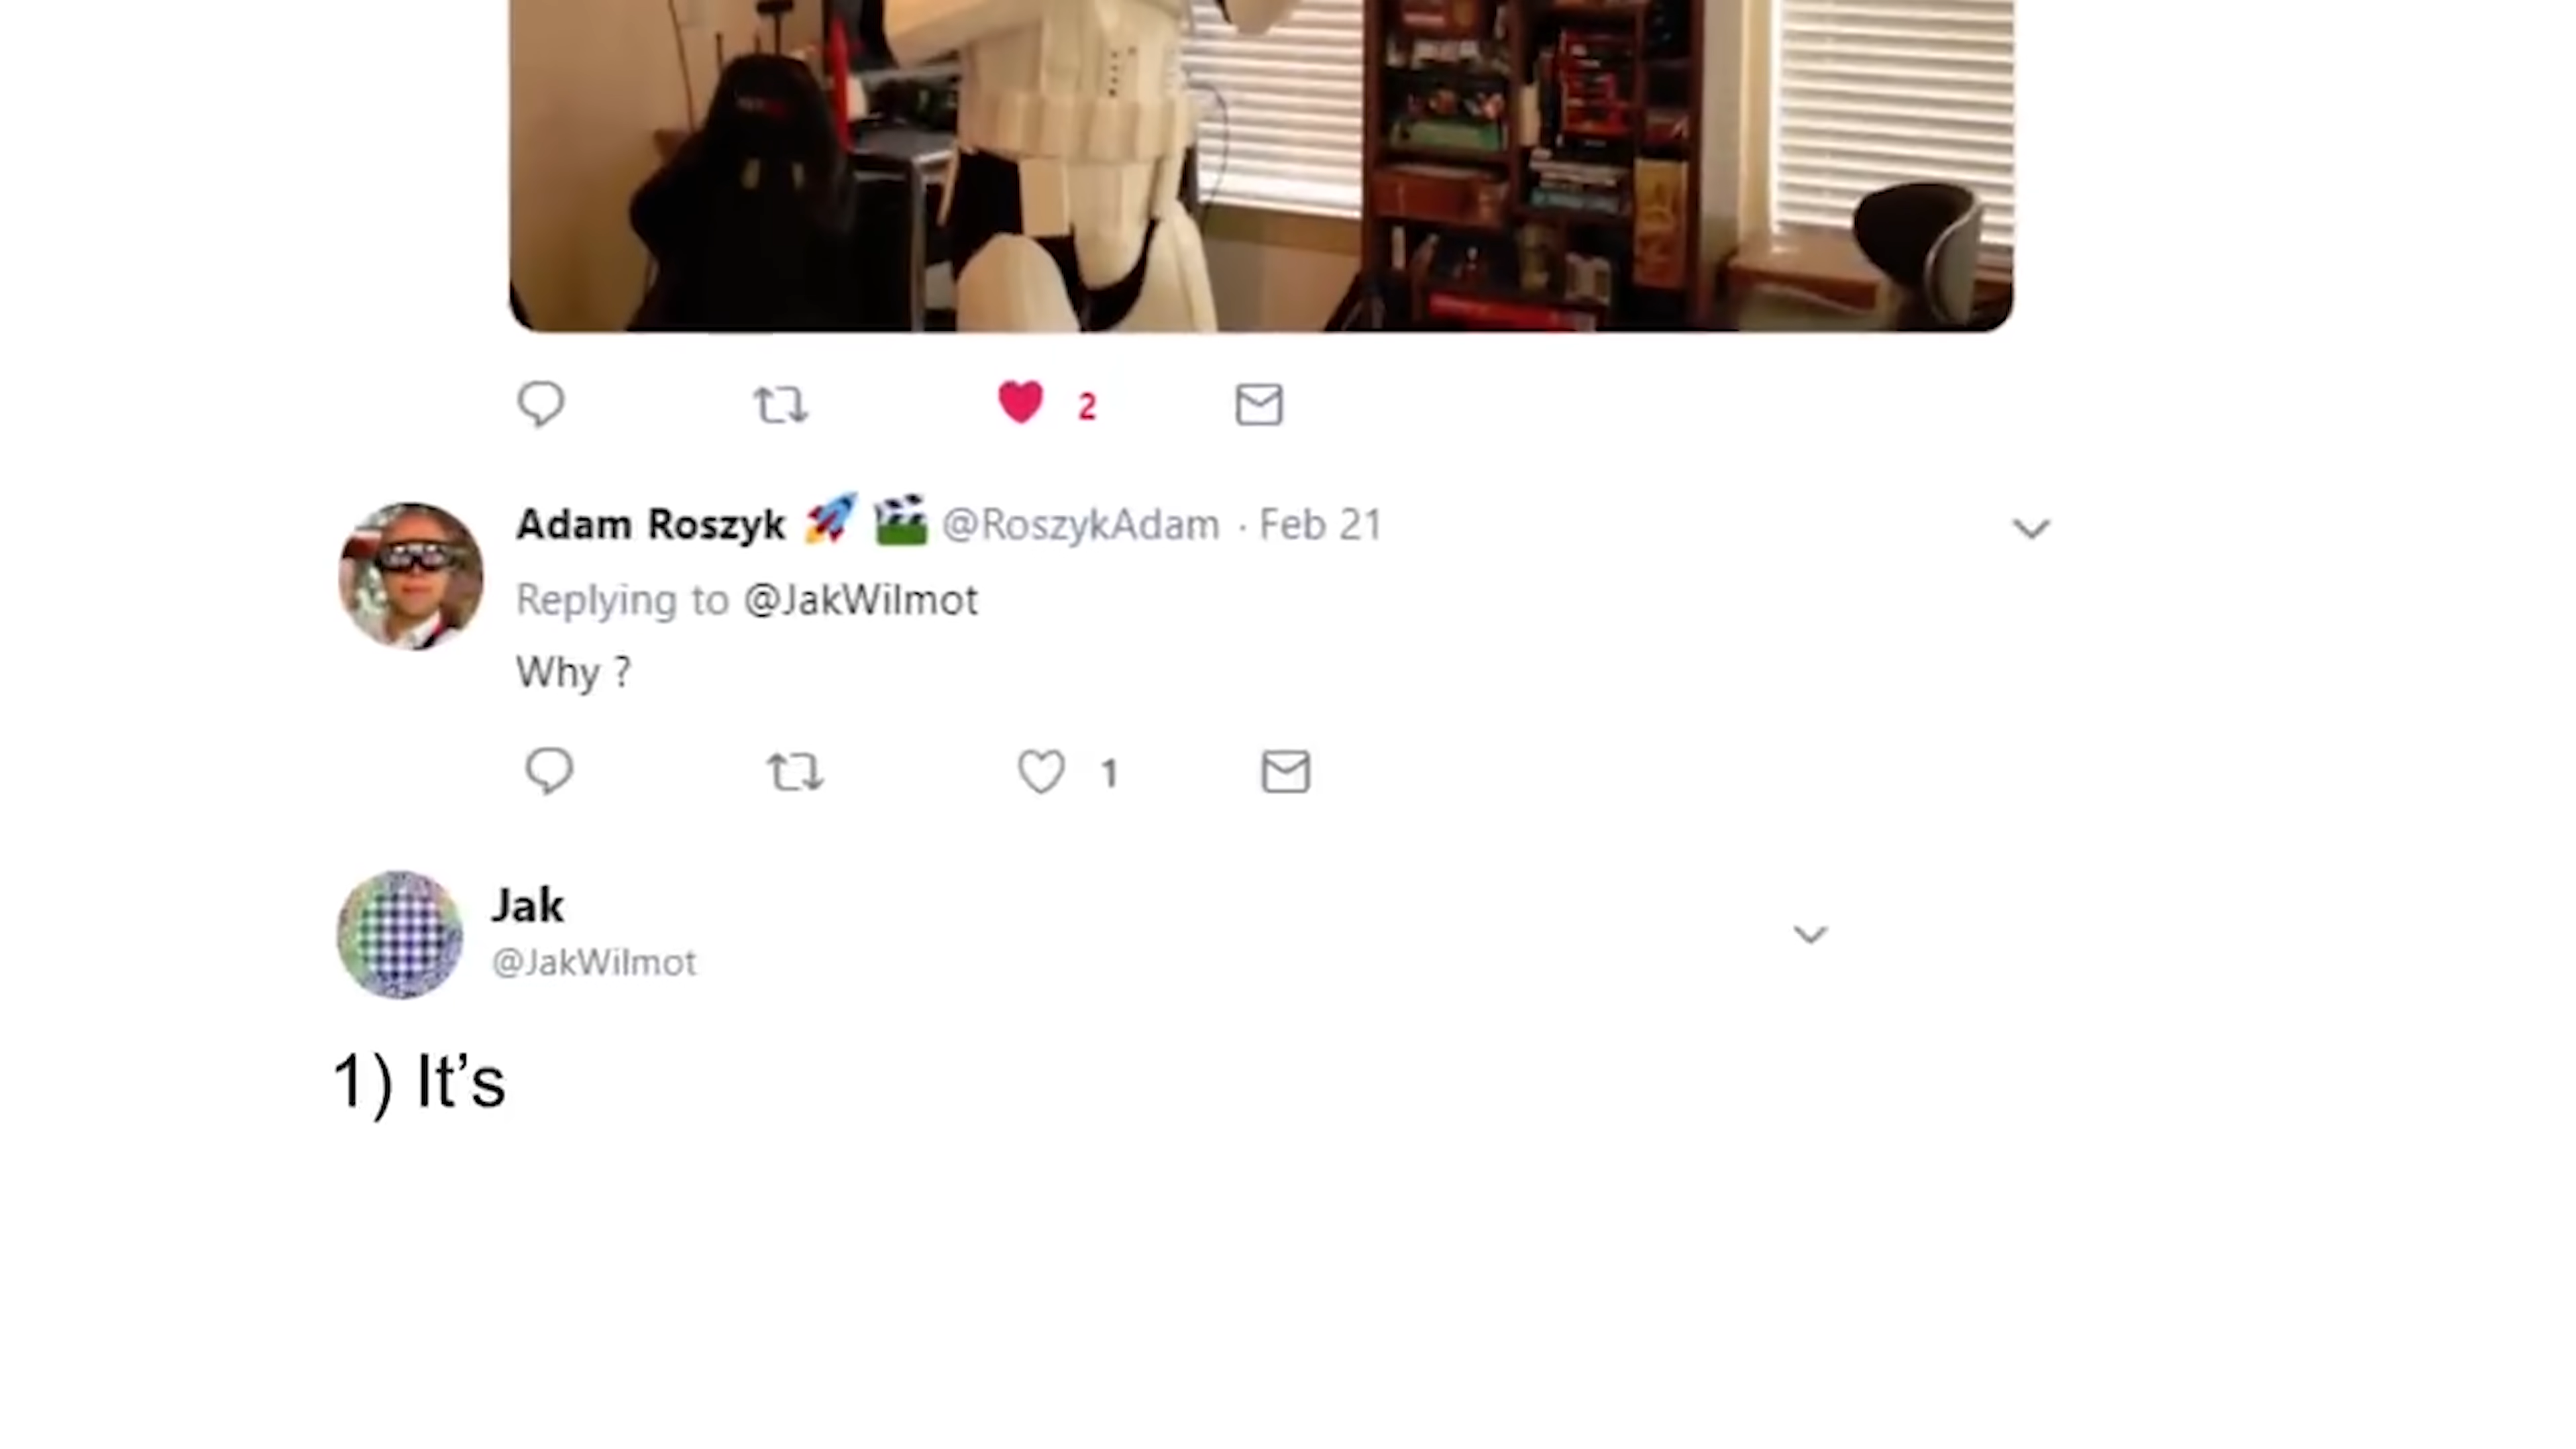 2
Adam Roszyk 🚀 🎬 @RoszykAdam · Feb 21
Replying to @JakWilmot
Why ?
1
Jak
@JakWilmot
1) It’s